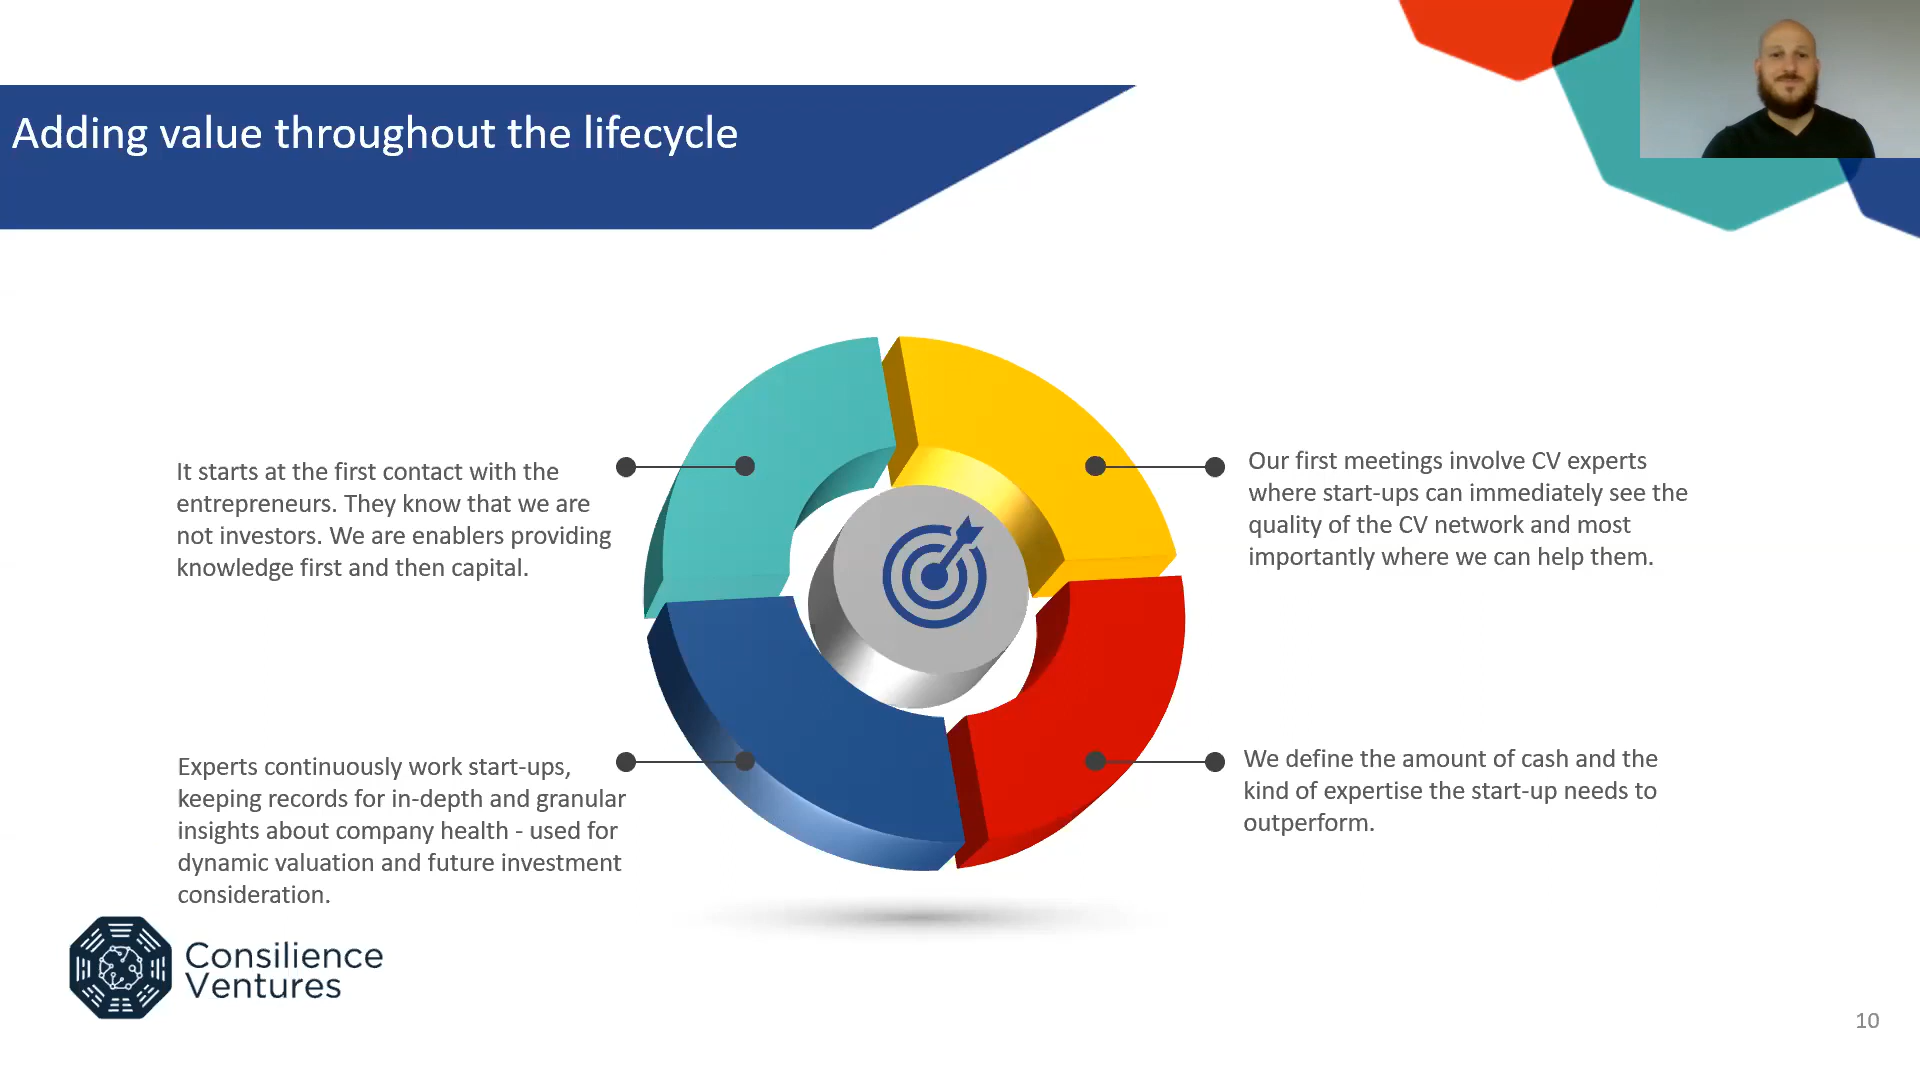 Adding value throughout the lifecycle
It starts at the first contact with the
entrepreneurs. They know that we are
not investors. We are enablers providing
knowledge first and then capital.
Our first meetings involve CV experts
where start-ups can immediately see the
quality of the CV network and most
importantly where we can help them.
Experts continuously work start-ups,
keeping records for in-depth and granular
insights about company health - used for
dynamic valuation and future investment
consideration.
We define the amount of cash and the
kind of expertise the start-up needs to
outperform.
Consilience
Ventures
10